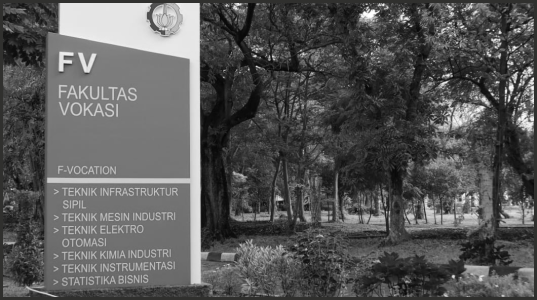 FV
FAKULTAS
VOKASI
F-VOCATION
> TEKNIK INFRASTRUKTUR
SIPIL
> TEKNIK MESIN INDUSTRI
> TEKNIK ELEKTRO
OTOMASI
> TEKNIK KIMIA INDUSTRI
> TEKNIK INSTRUMENTASI
> STATISTIKA BISNIS